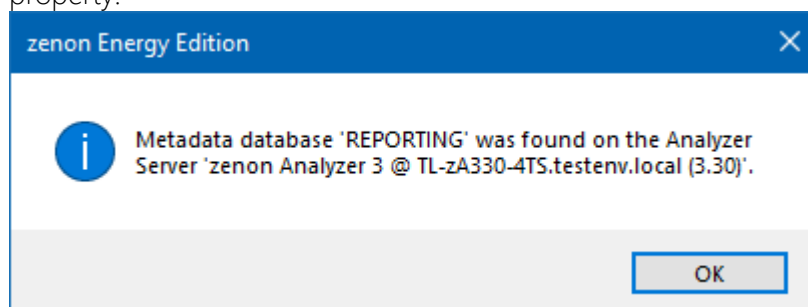 property.
zenon Energy Edition
Metadata database 'REPORTING' was found on the Analyzer
Server 'zenon Analyzer 3 @ TL-zA330-4TS.testenv.local (3.30)'.
OK